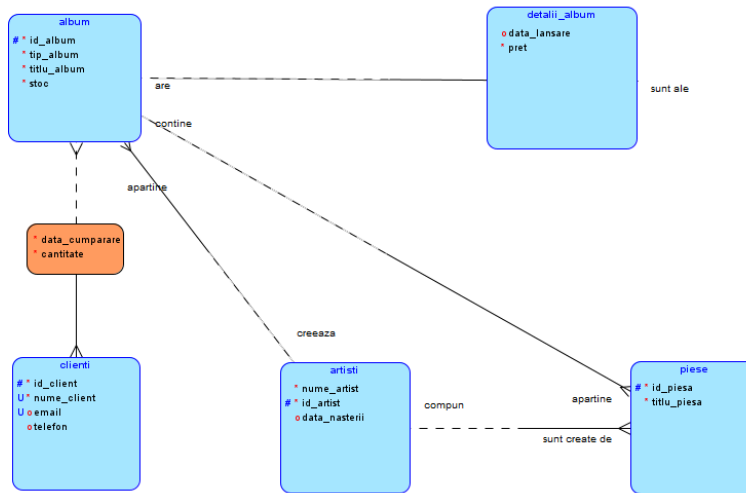 album
# * id_album
* tip_album
* titlu_album
* stoc
detalii_album
o data_lansare
* pret
are
sunt ale
contine
apartine
* data_cumparare
* cantitate
creeaza
clienti
# * id_client
U * nume_client
U o email
o telefon
artisti
* nume_artist
# * id_artist
o data_nasterii
compun
apartine
sunt create de
piese
# * id_piesa
* titlu_piesa